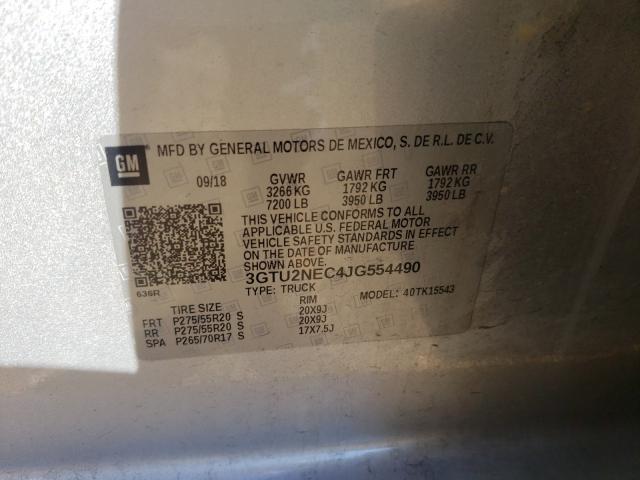 GM
MFD BY GENERAL MOTORS DE MEXICO, S. DE R.L. DE C.V.
09/18 GVWR GAWR FRT GAWR RR
3266 KG 1792 KG 1792 KG
7200 LB 3950 LB 3950 LB
THIS VEHICLE CONFORMS TO ALL
APPLICABLE U.S. FEDERAL MOTOR
VEHICLE SAFETY STANDARDS IN EFFECT
ON THE DATE OF MANUFACTURE
SHOWN ABOVE.
3GTU2NEC4JG554490
636R
TYPE: TRUCK MODEL: 40TK15543
TIRE SIZE RIM
FRT P275/55R20 S 20X9J
RR P275/55R20 S 20X9J
SPA P265/70R17 S 17X7.5J